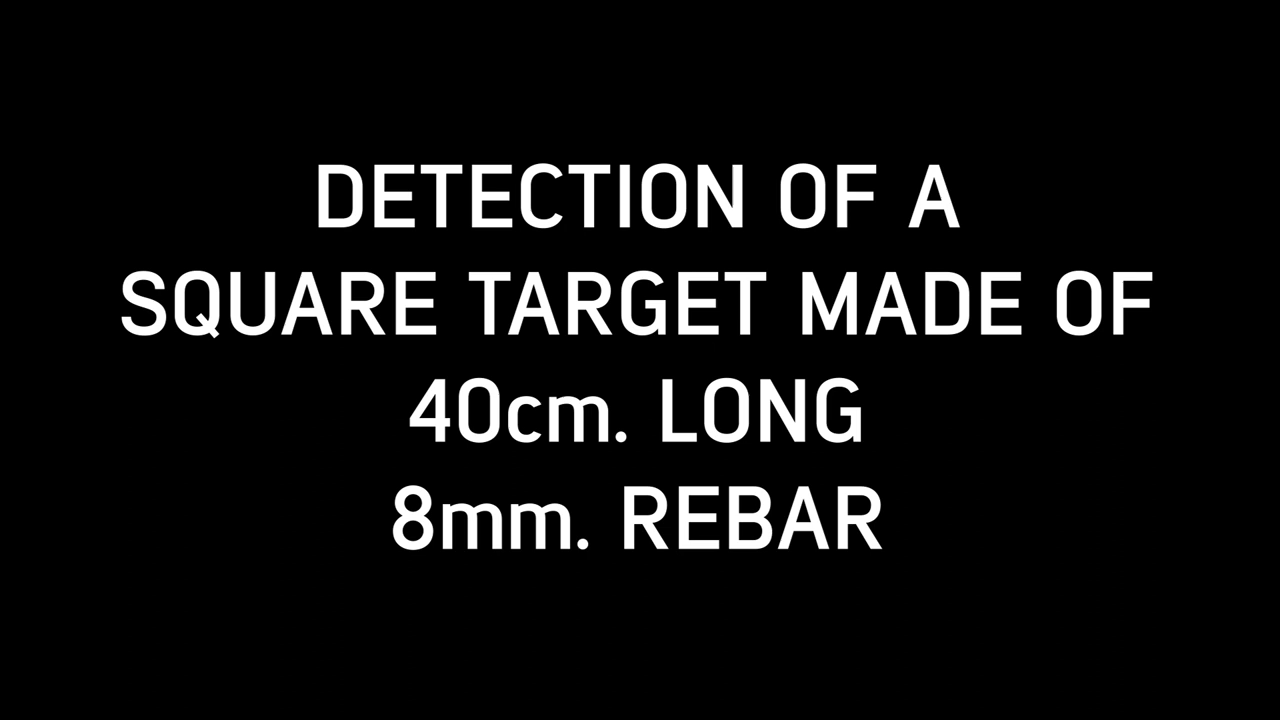 DETECTION OF A
SQUARE TARGET MADE OF
40cm. LONG
8mm. REBAR